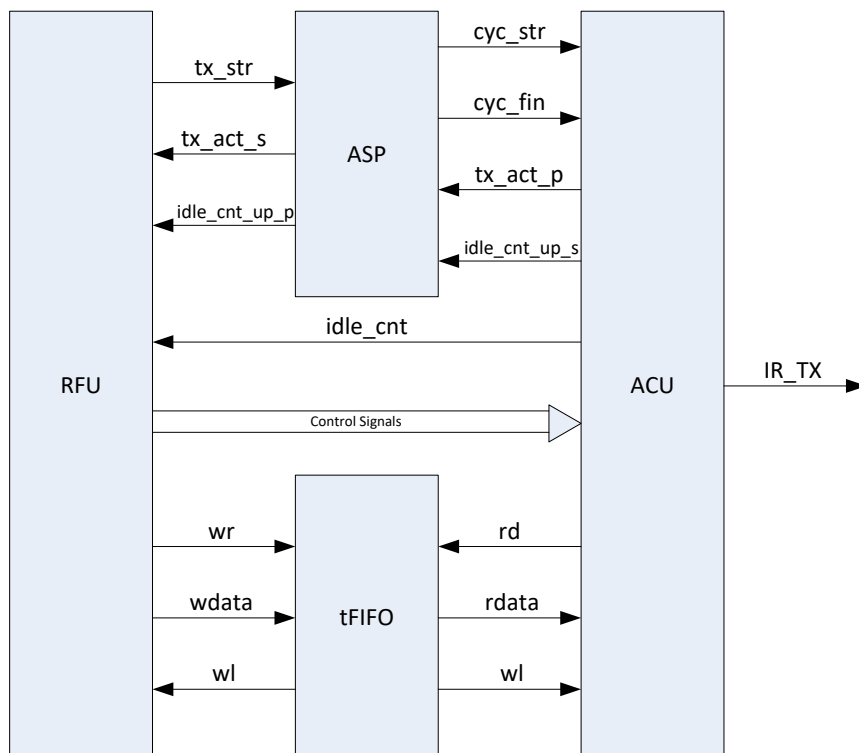 cyc_str
tx_str
cyc_fin
tx_act_s
ASP
tx_act_p
idle_cnt_up_p
idle_cnt_up_s
idle_cnt
RFU
ACU
IR_TX
Control Signals
wr
rd
wdata
tFIFO
rdata
wl
wl